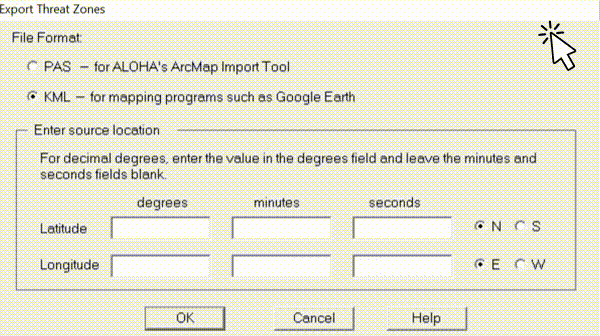 Export Threat Zones
File Format:
PAS – for ALOHA's ArcMap Import Tool
KML – for mapping programs such as Google Earth
Enter source location
For decimal degrees, enter the value in the degrees field and leave the minutes and
seconds fields blank.
degrees minutes seconds
Latitude N S
Longitude E W
OK Cancel Help